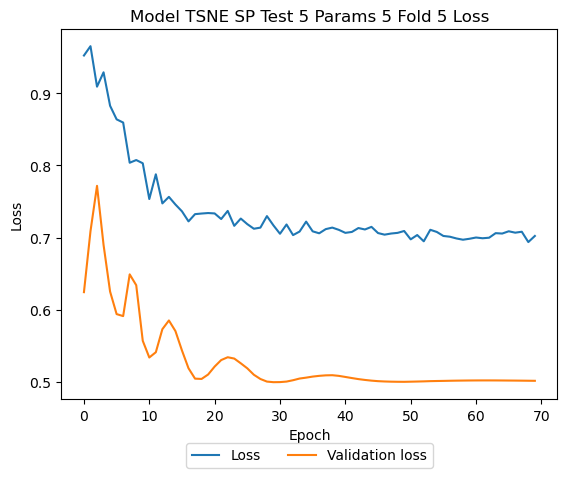 Model TSNE SP Test 5 Params 5 Fold 5 Loss
Loss
0.9
0.8
0.7
0.6
0.5
0 10 20 30 40 50 60 70
Epoch
Loss Validation loss